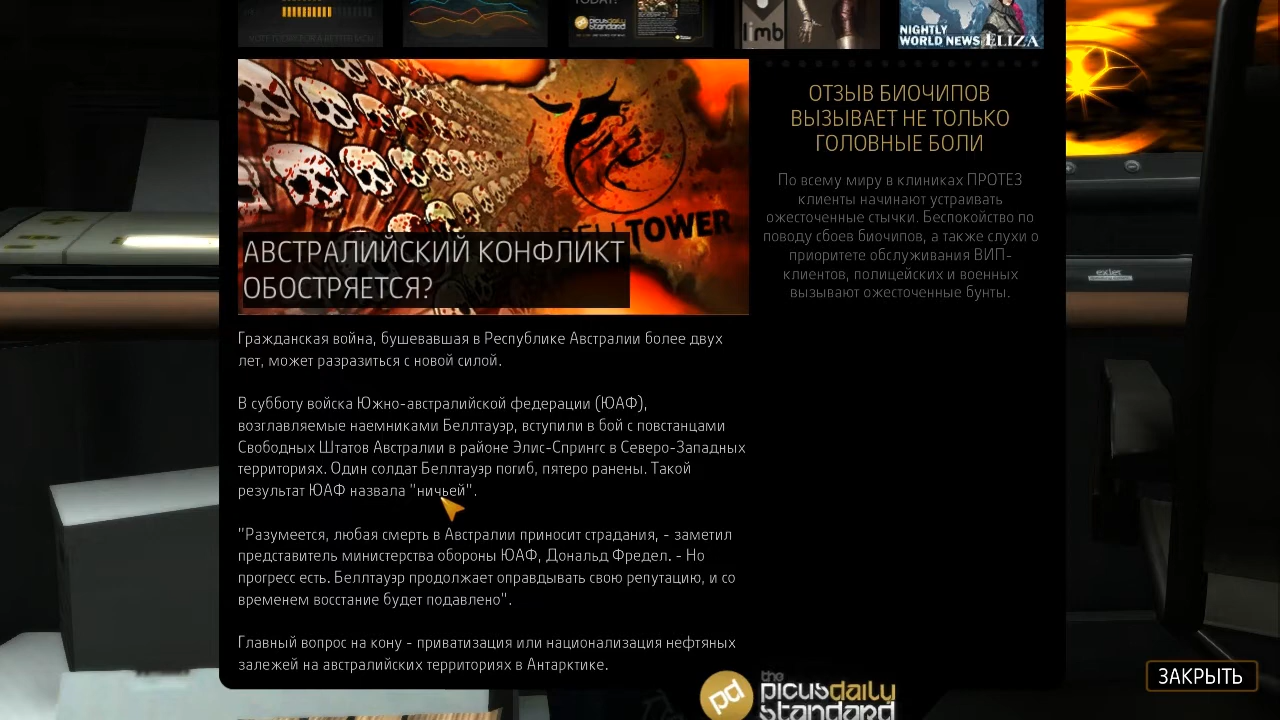 TODAY!
picusdaily
standard
limb
NIGHTLY
WORLD NEWS ELIZA
TOWER
АВСТРАЛИЙСКИЙ КОНФЛИКТ
ОБОСТРЯЕТСЯ?
Гражданская война, бушевавшая в Республике Австралии более двух
лет, может разразиться с новой силой.
В субботу войска Южно-австралийской федерации (ЮАФ),
возглавляемые наемниками Беллтауэр, вступили в бой с повстанцами
Свободных Штатов Австралии в районе Элис-Спрингс в Северо-Западных
территориях. Один солдат Беллтауэр погиб, пятеро ранены. Такой
результат ЮАФ назвала "ничьей".
"Разумеется, любая смерть в Австралии приносит страдания, - заметил
представитель министерства обороны ЮАФ, Дональд Фредел. - Но
прогресс есть. Беллтауэр продолжает оправдывать свою репутацию, и со
временем восстание будет подавлено".
Главный вопрос на кону - приватизация или национализация нефтяных
залежей на австралийских территориях в Антарктике.
ОТЗЫВ БИОЧИПОВ
ВЫЗЫВАЕТ НЕ ТОЛЬКО
ГОЛОВНЫЕ БОЛИ
По всему миру в клиниках ПРОТЕЗ
клиенты начинают устраивать
ожесточенные стычки. Беспокойство по
поводу сбоев биочипов, а также слухи о
приоритете обслуживания ВИП-
клиентов, полицейских и военных
вызывают ожесточенные бунты.
pd
the
picusdaily
standard
ЗАКРЫТЬ